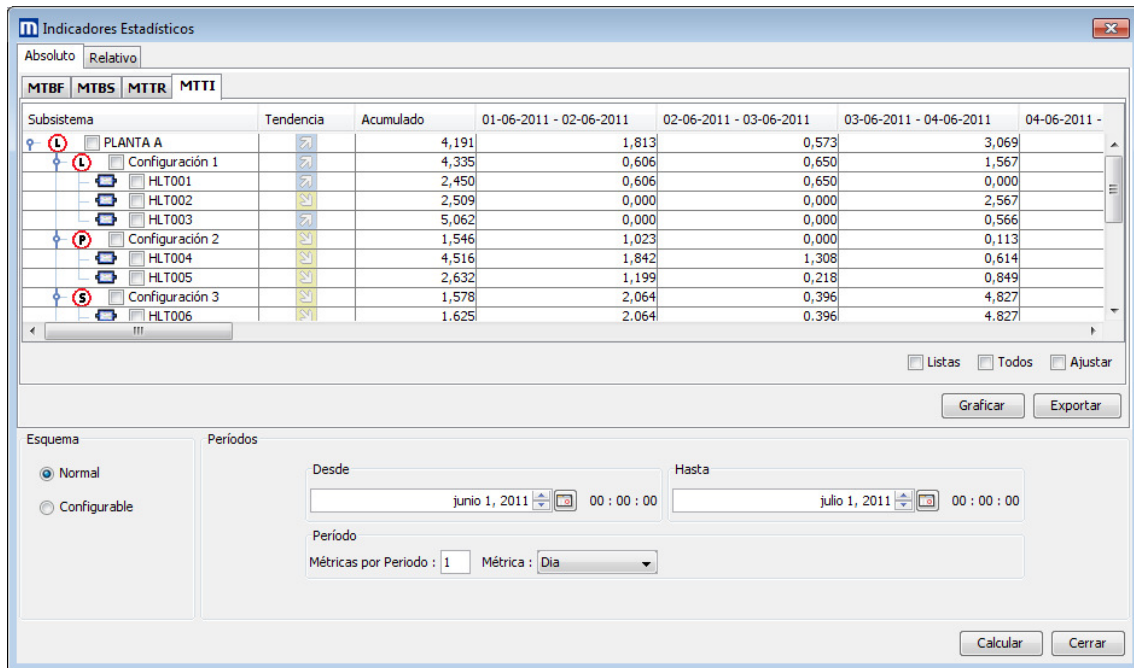 Indicadores Estadísticos
Absoluto Relativo
MTBF MTBS MTTR MTTI
Subsistema Tendencia Acumulado 01-06-2011 - 02-06-2011 02-06-2011 - 03-06-2011 03-06-2011 - 04-06-2011 04-06-2011 -
L PLANTA A 4,191 1,813 0,573 3,069
L Configuración 1 4,335 0,606 0,650 1,567
HLT001 2,450 0,606 0,650 0,000
HLT002 2,509 0,000 0,000 2,567
HLT003 5,062 0,000 0,000 0,566
P Configuración 2 1,546 1,023 0,000 0,113
HLT004 4,516 1,842 1,308 0,614
HLT005 2,632 1,199 0,218 0,849
S Configuración 3 1,578 2,064 0,396 4,827
HLT006 1,625 2,064 0,396 4,827
Listas Todos Ajustar
Graficar Exportar
Esquema Períodos
Normal
Configurable
Desde Hasta
junio 1, 2011 00 : 00 : 00 julio 1, 2011 00 : 00 : 00
Período
Métricas por Periodo : 1 Métrica : Dia
Calcular Cerrar